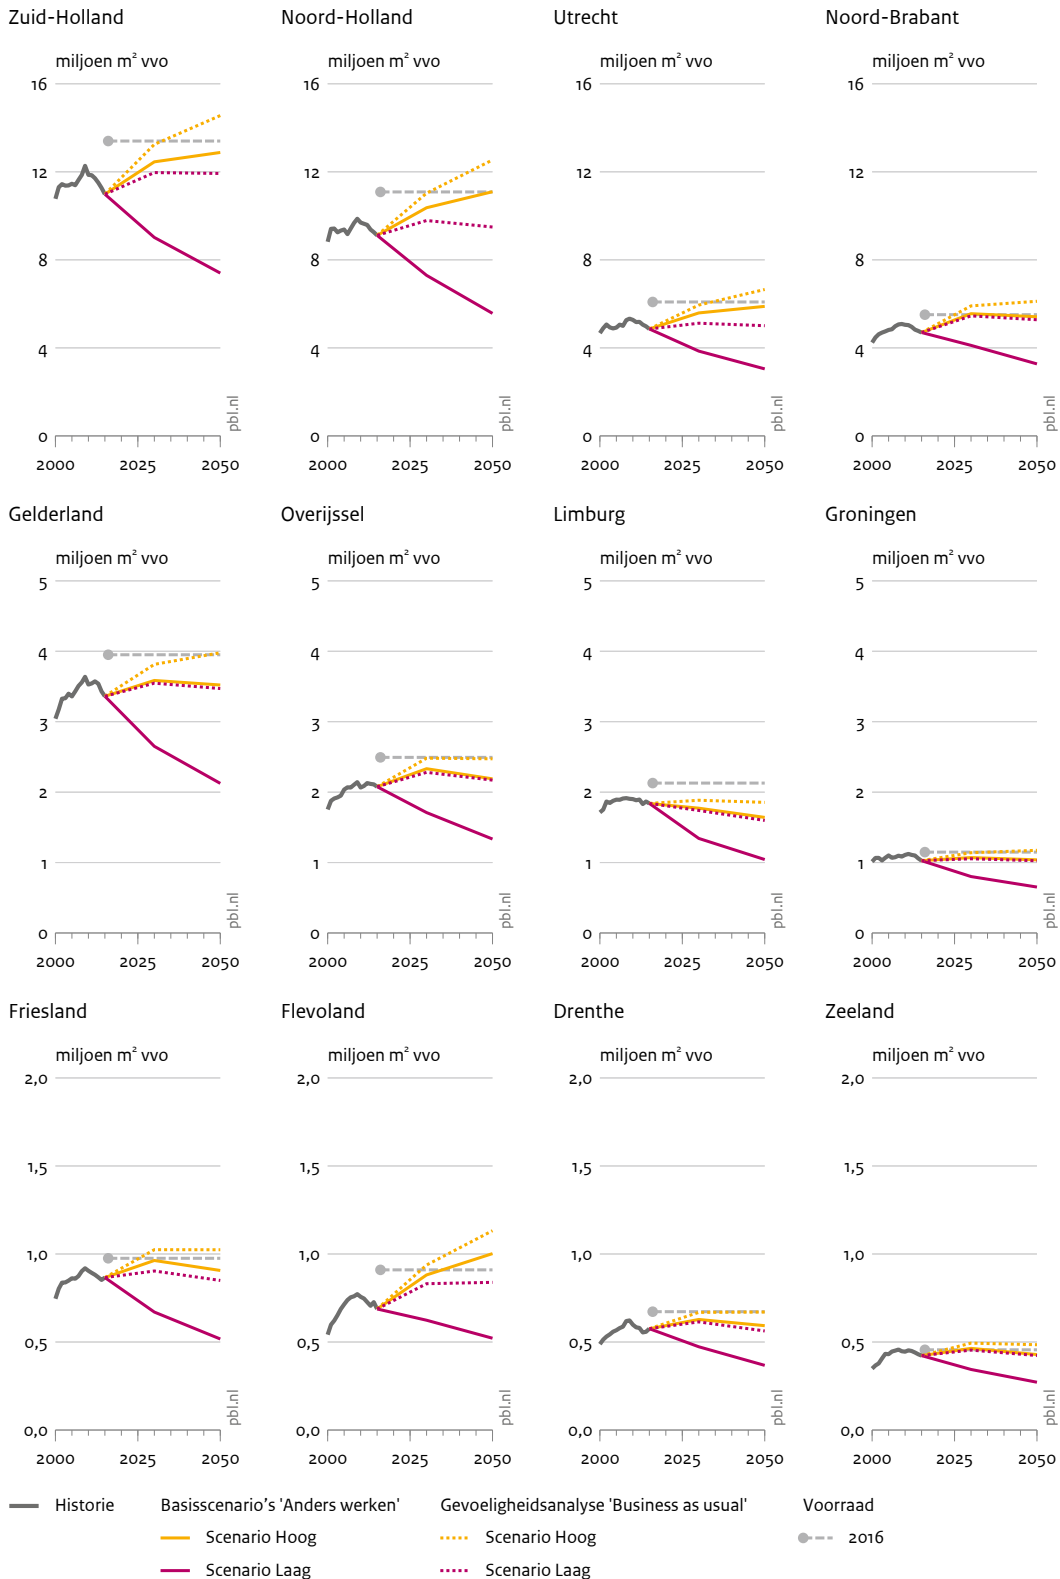 Zuid-Holland
Noord-Holland
Utrecht
Noord-Brabant
miljoen m² vvo
miljoen m² vvo
miljoen m² vvo
miljoen m² vvo
16
16
16
16
12
12
12
12
8
8
8
8
4
4
4
4
0
0
0
0
pbl.nl
pbl.nl
pbl.nl
pbl.nl
2000 2025 2050
2000 2025 2050
2000 2025 2050
2000 2025 2050
Gelderland
Overijssel
Limburg
Groningen
miljoen m² vvo
miljoen m² vvo
miljoen m² vvo
miljoen m² vvo
5
5
5
5
4
4
4
4
3
3
3
3
2
2
2
2
1
1
1
1
0
0
0
0
pbl.nl
pbl.nl
2000 2025 2050
2000 2025 2050
2000 2025 2050
2000 2025 2050
Friesland
Flevoland
Drenthe
Zeeland
miljoen m² vvo
miljoen m² vvo
miljoen m² vvo
miljoen m² vvo
2,0
2,0
2,0
2,0
1,5
1,5
1,5
1,5
1,0
1,0
1,0
1,0
0,5
0,5
0,5
0,5
0,0
0,0
0,0
0,0
pbl.nl
pbl.nl
pbl.nl
pbl.nl
2000 2025 2050
2000 2025 2050
2000 2025 2050
2000 2025 2050
Historie
Basisscenario's 'Anders werken'
Scenario Hoog
Scenario Laag
Gevoeligheidsanalyse 'Business as usual'
Scenario Hoog
Scenario Laag
Voorraad
2016